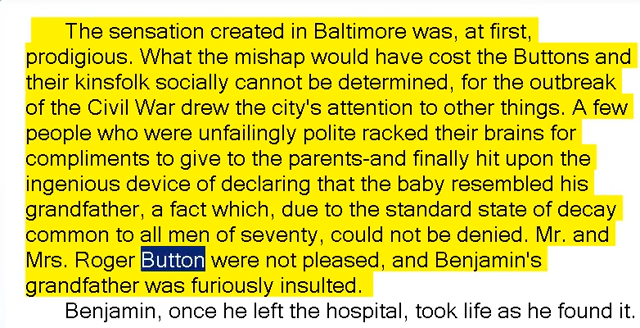 The sensation created in Baltimore was, at first,
prodigious. What the mishap would have cost the Buttons and
their kinsfolk socially cannot be determined, for the outbreak
of the Civil War drew the city's attention to other things. A few
people who were unfailingly polite racked their brains for
compliments to give to the parents-and finally hit upon the
ingenious device of declaring that the baby resembled his
grandfather, a fact which, due to the standard state of decay
common to all men of seventy, could not be denied. Mr. and
Mrs. Roger Button were not pleased, and Benjamin's
grandfather was furiously insulted.
Benjamin, once he left the hospital, took life as he found it.